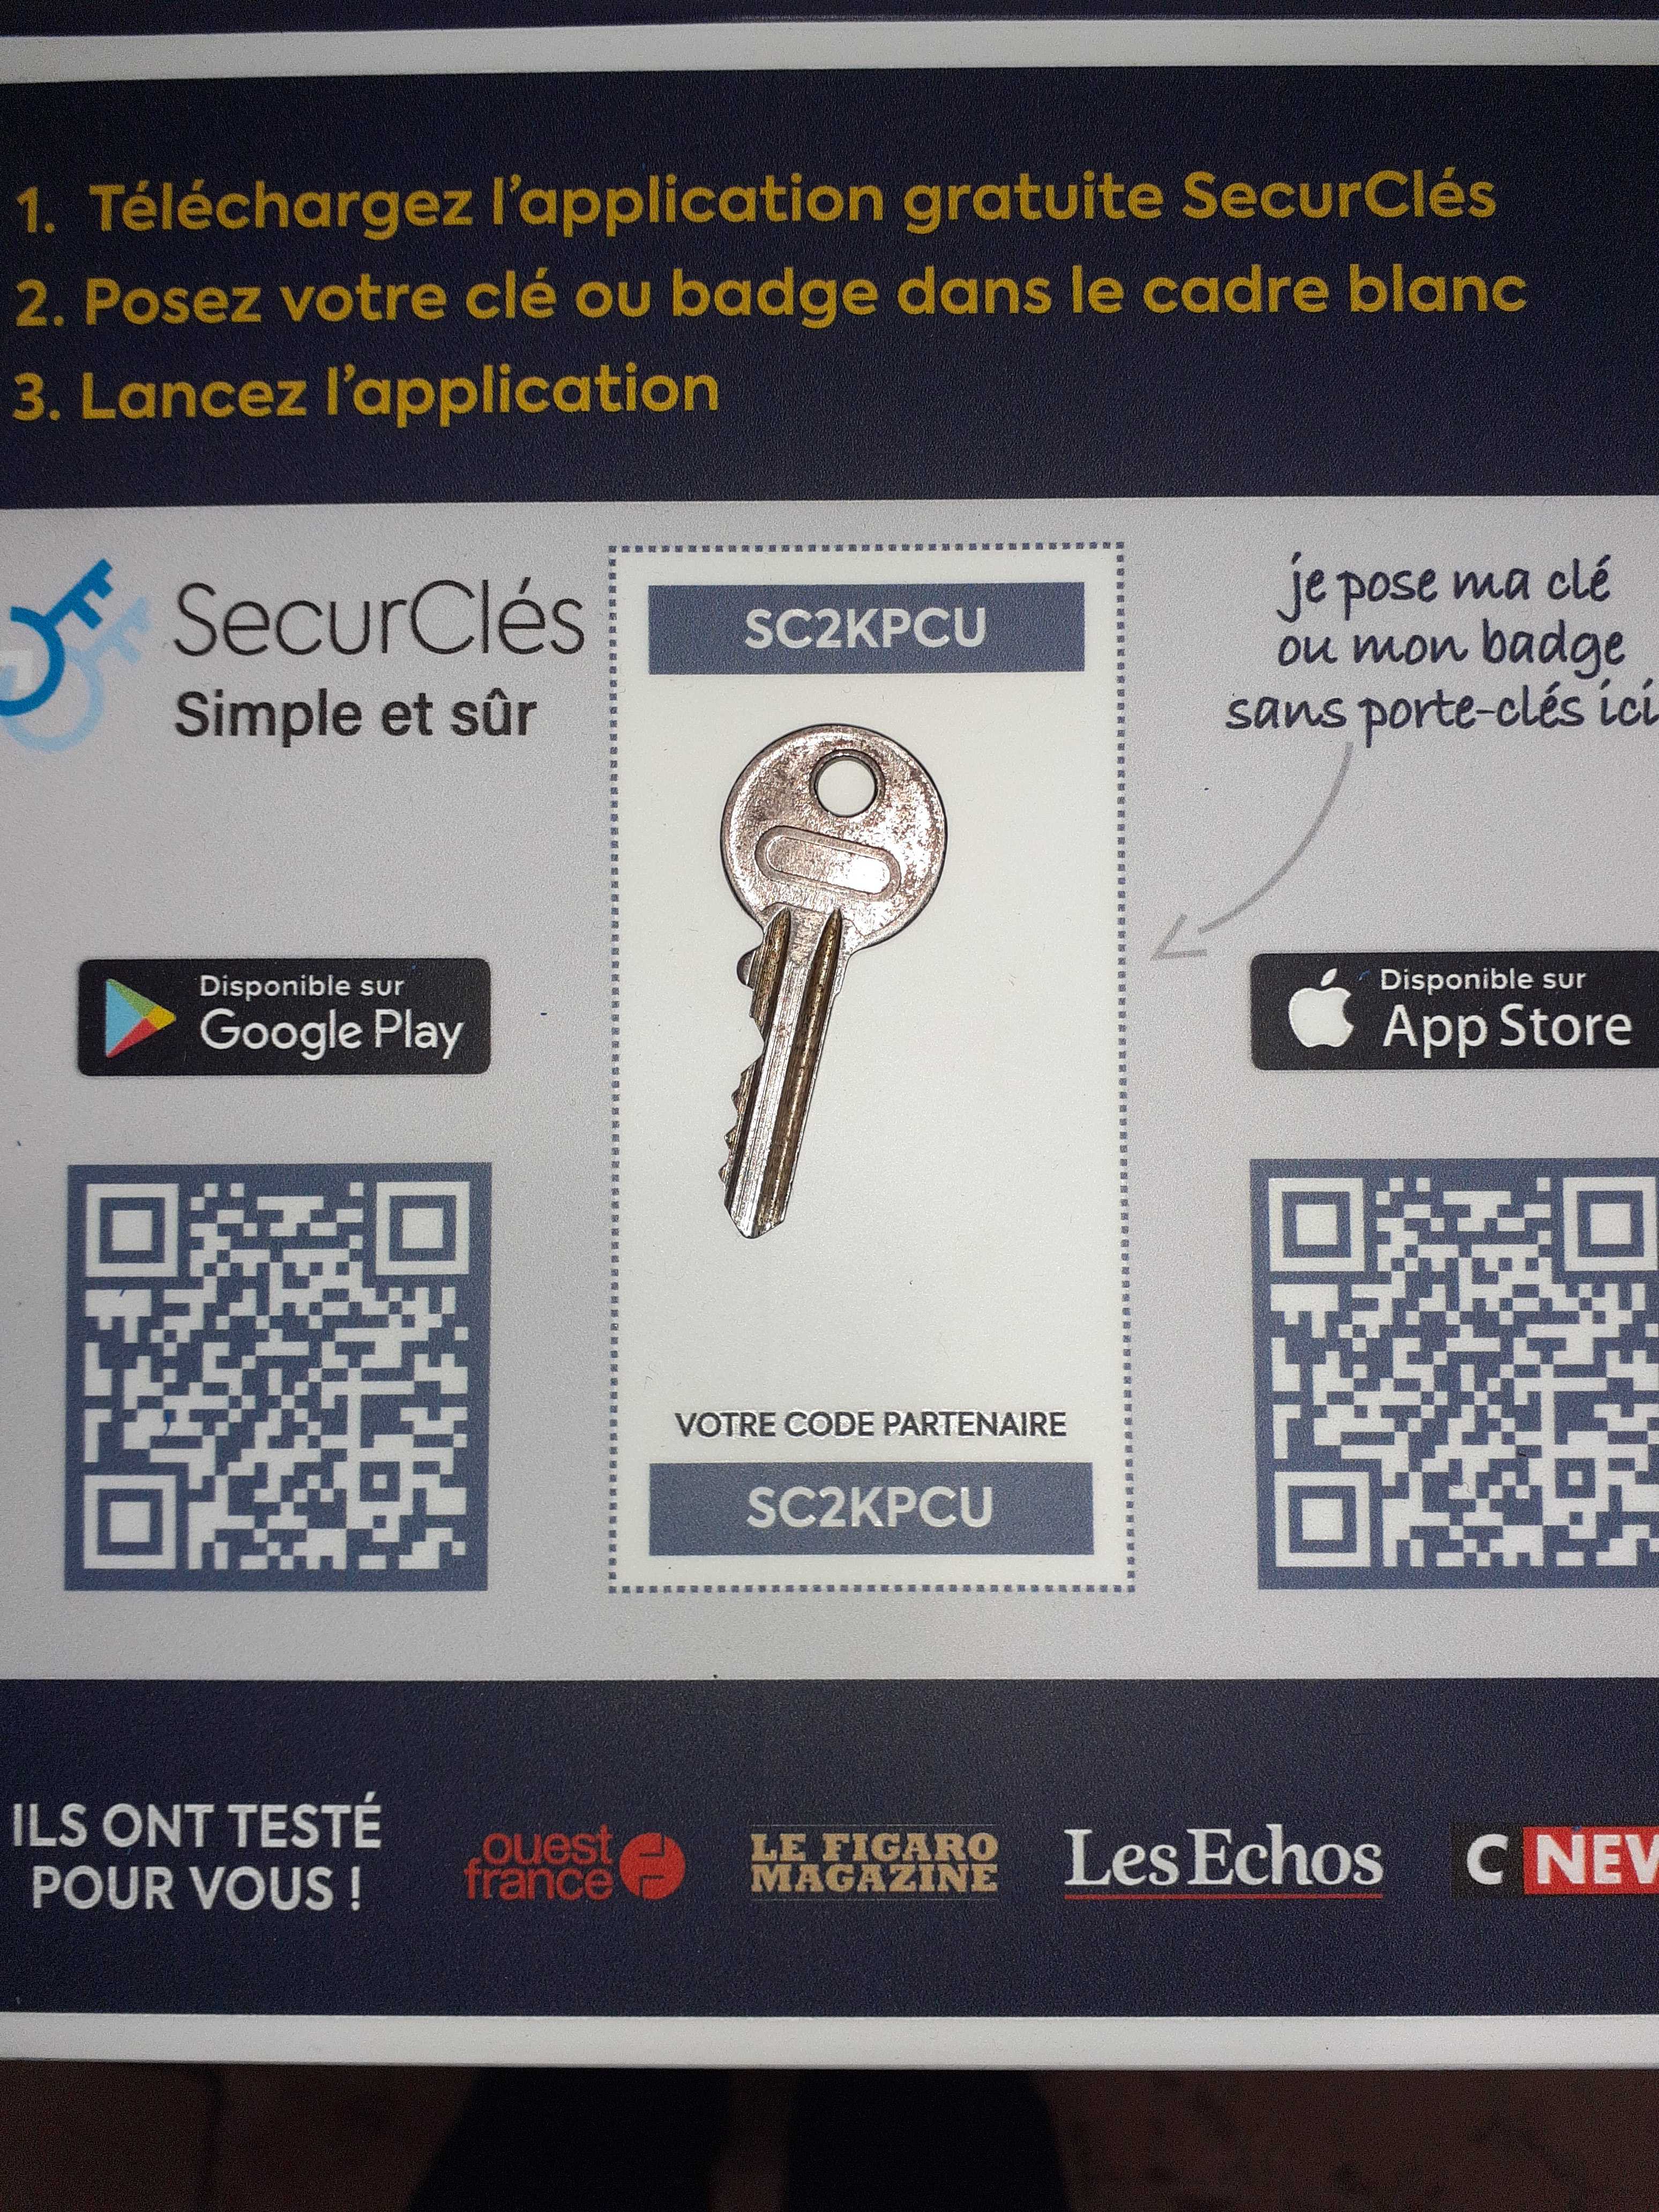 1. Téléchargez l'application gratuite SecurClés
2. Posez votre clé ou badge dans le cadre blanc
3. Lancez l'application
SecurClés
Simple et sûr
SC2KPCU
je pose ma clé
ou mon badge
sans porte-clés ici
Disponible sur
Google Play
Disponible sur
App Store
VOTRE CODE PARTENAIRE
SC2KPCU
ILS ONT TESTÉ
POUR VOUS !
ouest
france
LE FIGARO
MAGAZINE
Les Echos
C NEW